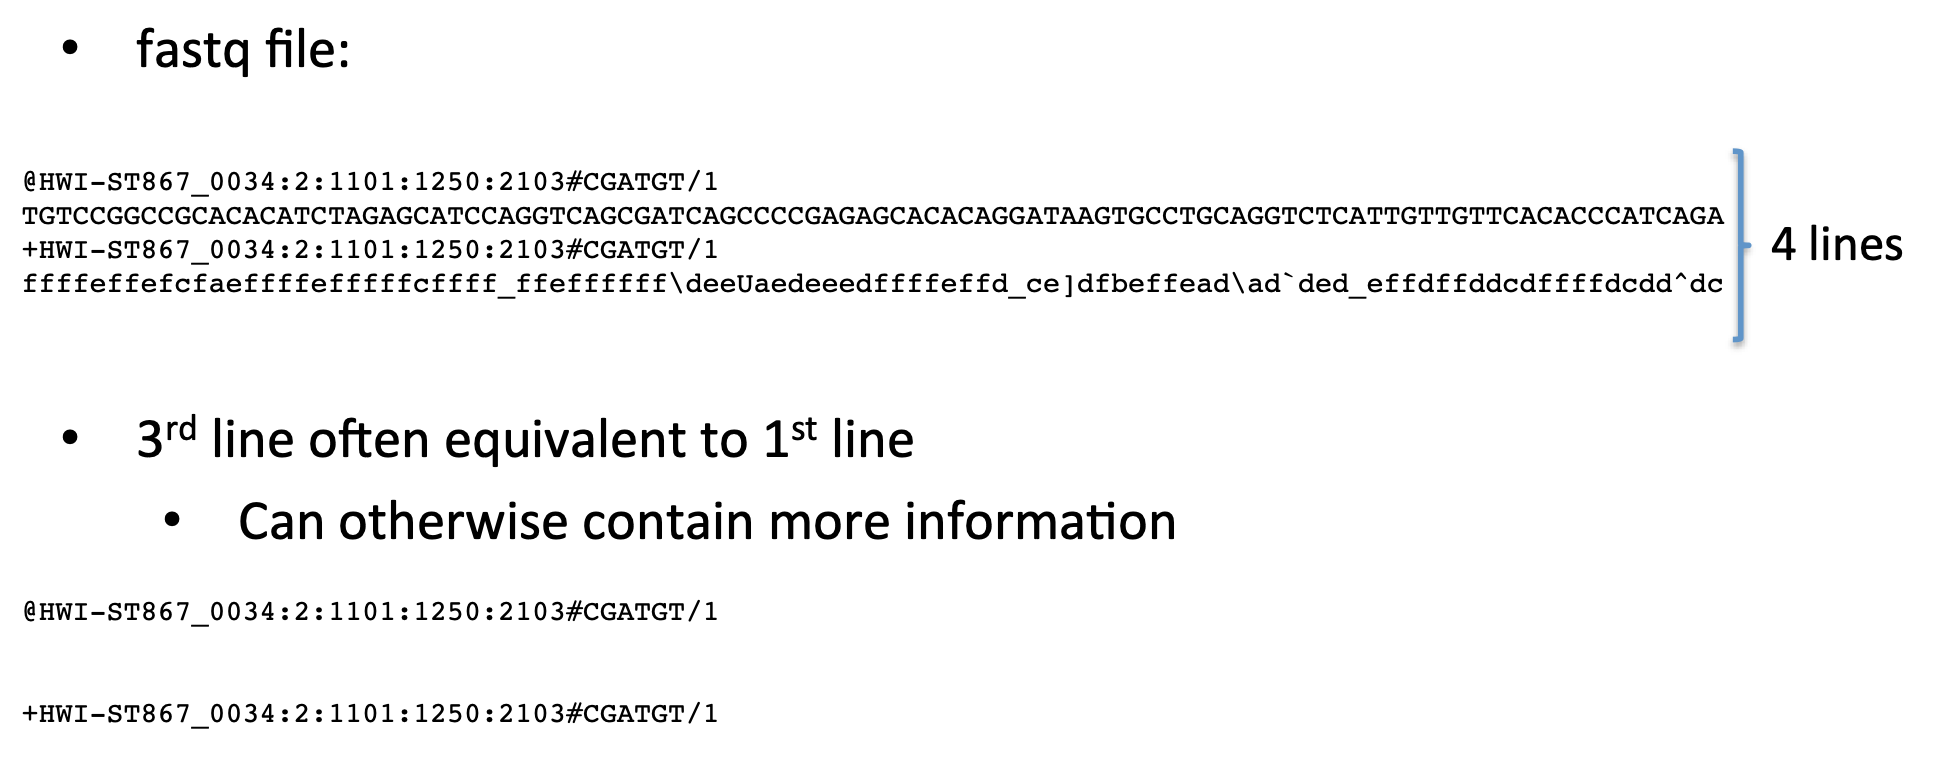 • fastq file:
@HWI-ST867_0034:2:1101:1250:2103#CGATGT/1
TGTCCGGCCGCACACATCTAGAGCATCCAGGTCAGCGATCAGCCCCGAGAGCACACAGGATAAGTGCCTGCAGGTCTCATTGTTGTTCACACCCATCAGA
+HWI-ST867_0034:2:1101:1250:2103#CGATGT/1
ffffeffefcfaeffffefffffcffff_ffeffffff\deeUaedeeedffffeffd_ce]dfbeffead\ad`ded_effdffddcdffffdcdd^dc
4 lines
• 3rd line often equivalent to 1st line
• Can otherwise contain more information
@HWI-ST867_0034:2:1101:1250:2103#CGATGT/1
+HWI-ST867_0034:2:1101:1250:2103#CGATGT/1